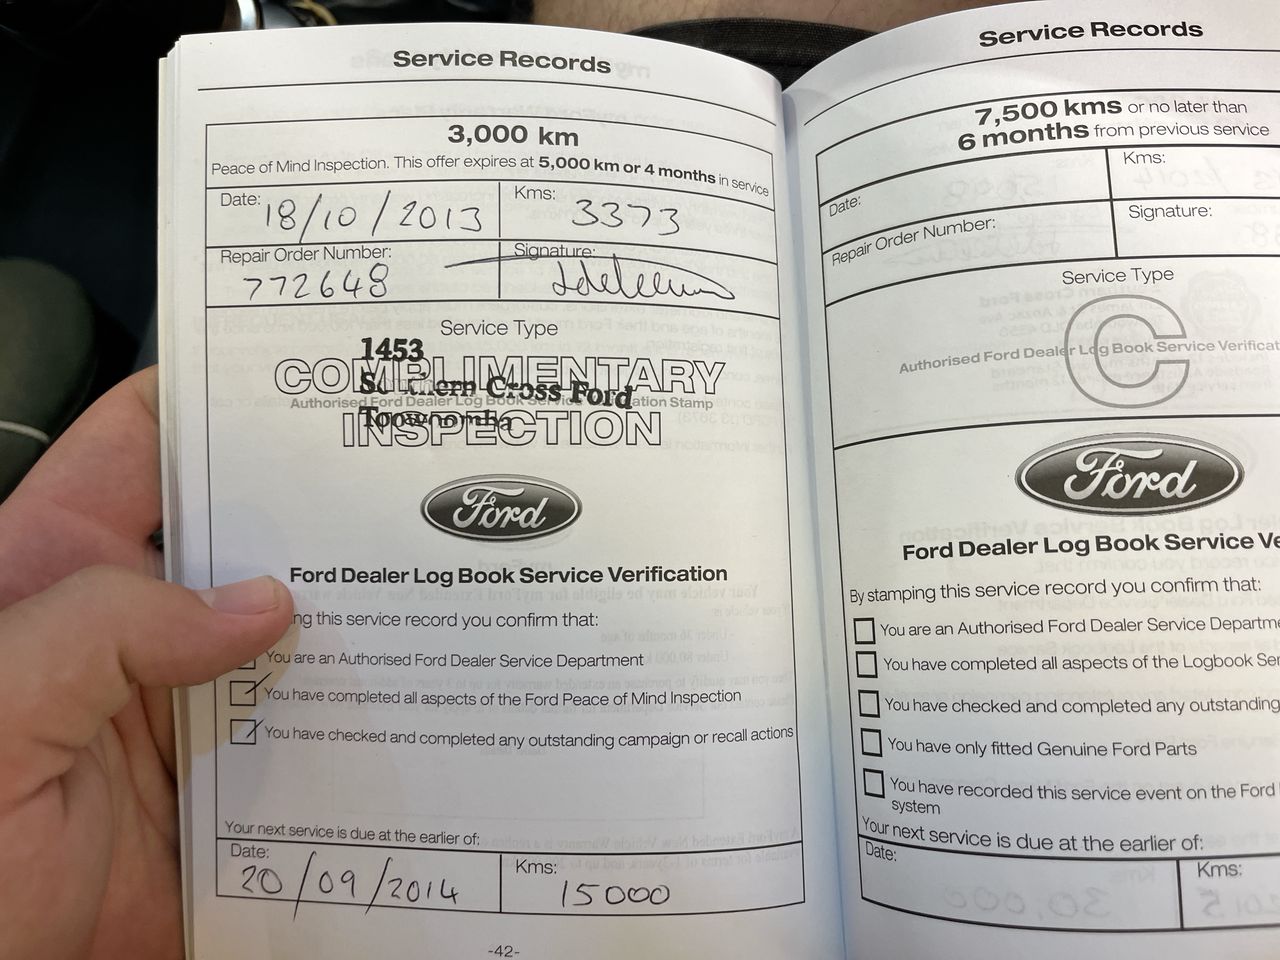 Service Records
3,000 km
Peace of Mind Inspection. This offer expires at 5,000 km or 4 months in service
Date: 18/10/2013
Kms: 3373
Repair Order Number: 772648
Signature:
Service Type
COMPLIMENTARY
INSPECTION
Authorised Ford Dealer Log Book Service Verification Stamp
1453
Southern Cross Ford
Toowoomba
Ford
Ford Dealer Log Book Service Verification
ng this service record you confirm that:
You are an Authorised Ford Dealer Service Department
You have completed all aspects of the Ford Peace of Mind Inspection
You have checked and completed any outstanding campaign or recall actions
Your next service is due at the earlier of:
Date: 20/09/2014
Kms: 15000
-42-
Service Records
7,500 kms or no later than
6 months from previous service
Date:
Kms:
Repair Order Number:
Signature:
Service Type
C
Authorised Ford Dealer Log Book Service Verificat
Ford
Ford Dealer Log Book Service Ve
By stamping this service record you confirm that:
You are an Authorised Ford Dealer Service Departme
You have completed all aspects of the Logbook Ser
You have checked and completed any outstanding
You have only fitted Genuine Ford Parts
You have recorded this service event on the Ford
system
Your next service is due at the earlier of:
Date:
Kms: